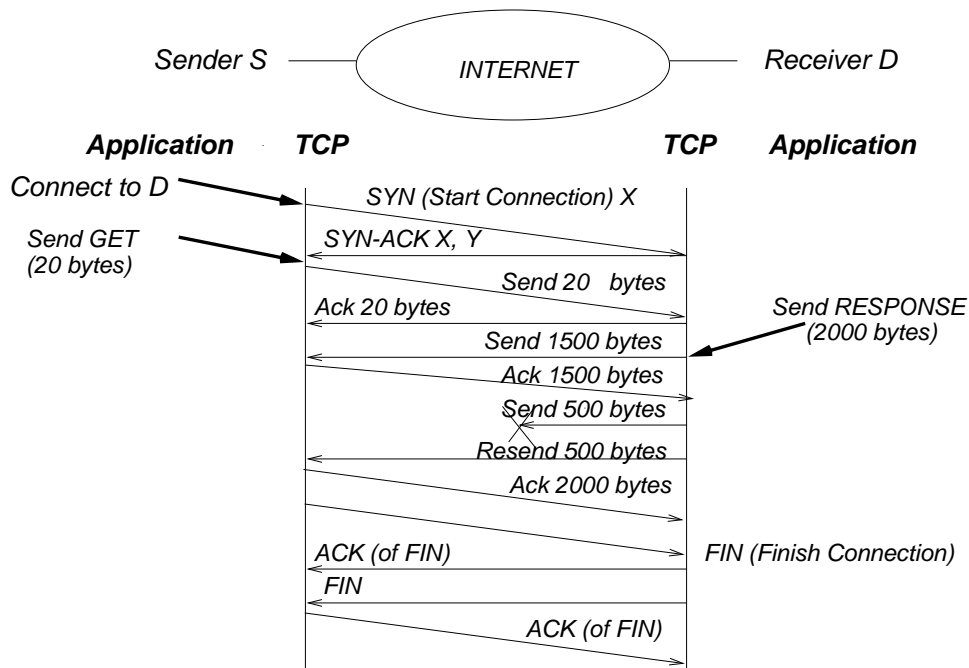 Sender S
INTERNET
Receiver D
Application TCP
TCP Application
Connect to D
SYN (Start Connection) X
Send GET
(20 bytes)
SYN-ACK X, Y
Send 20 bytes
Ack 20 bytes
Send RESPONSE
(2000 bytes)
Send 1500 bytes
Ack 1500 bytes
Send 500 bytes
Resend 500 bytes
Ack 2000 bytes
ACK (of FIN)
FIN (Finish Connection)
FIN
ACK (of FIN)